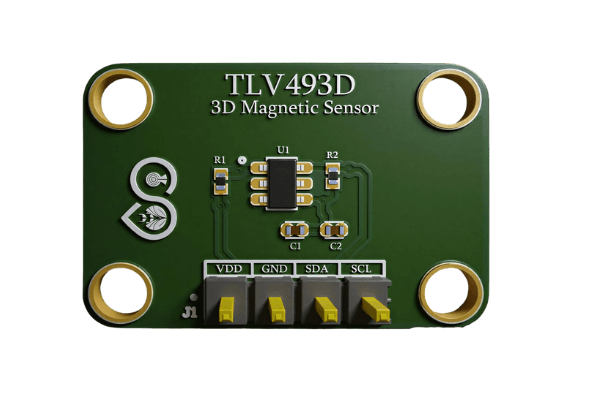 TLV493D
3D Magnetic Sensor
U1
R1
R2
C1
C2
VDD GND SDA SCL
J1